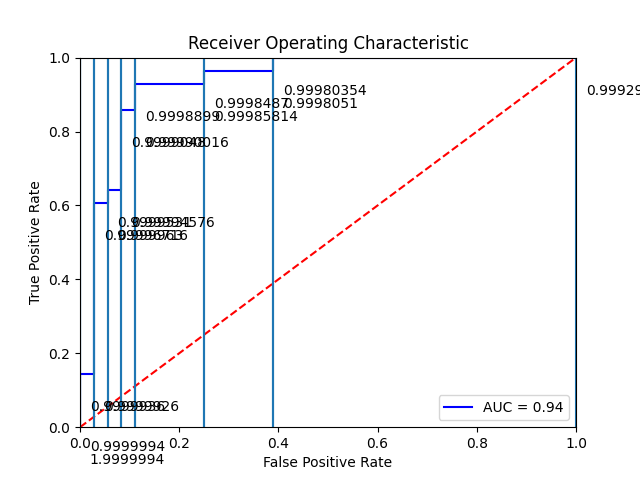 Receiver Operating Characteristic
1.0
0.8
0.6
0.4
0.2
0.0
True Positive Rate
0.99980354
0.9998051
0.9998487
0.99985814
0.9998899
0.99929
AUC = 0.94
0.0 0.2 0.4 0.6 0.8 1.0
0.9999994
1.9999994
False Positive Rate